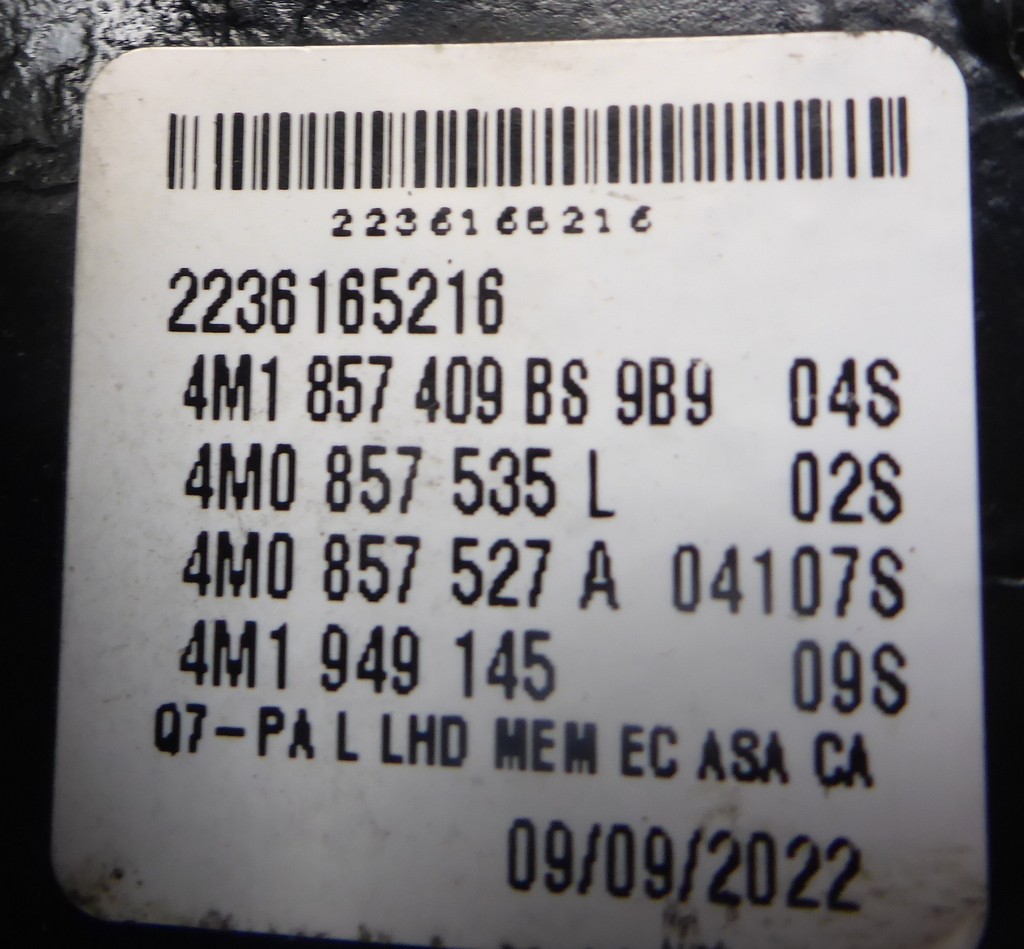 2236165216
2236165216
4M1 857 409 BS 9B9 04S
4M0 857 535 L 02S
4M0 857 527 A 04107S
4M1 949 145 09S
Q7-PA L LHD MEM EC ASA CA
09/09/2022